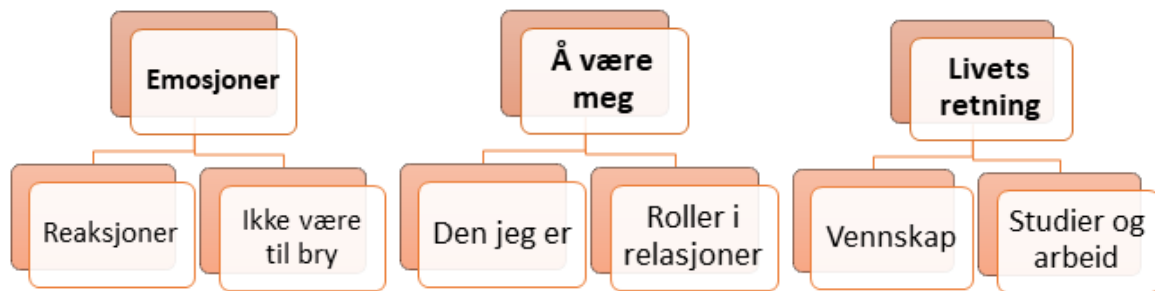 Emosjoner
Å være
meg
Livets
retning
Reaksjoner
Ikke være
til bry
Den jeg er
Roller i
relasjoner
Vennskap
Studier og
arbeid